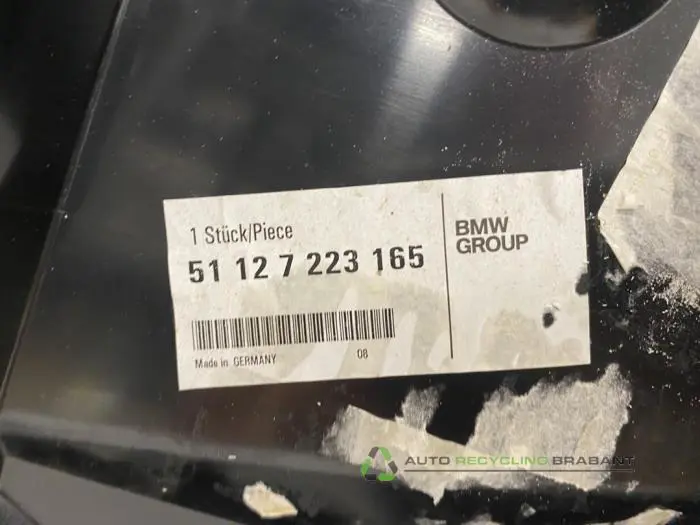 1 Stück/Piece
51 12 7 223 165
BMW
GROUP
Made in GERMANY
08
AUTO RECYCLING BRABANT